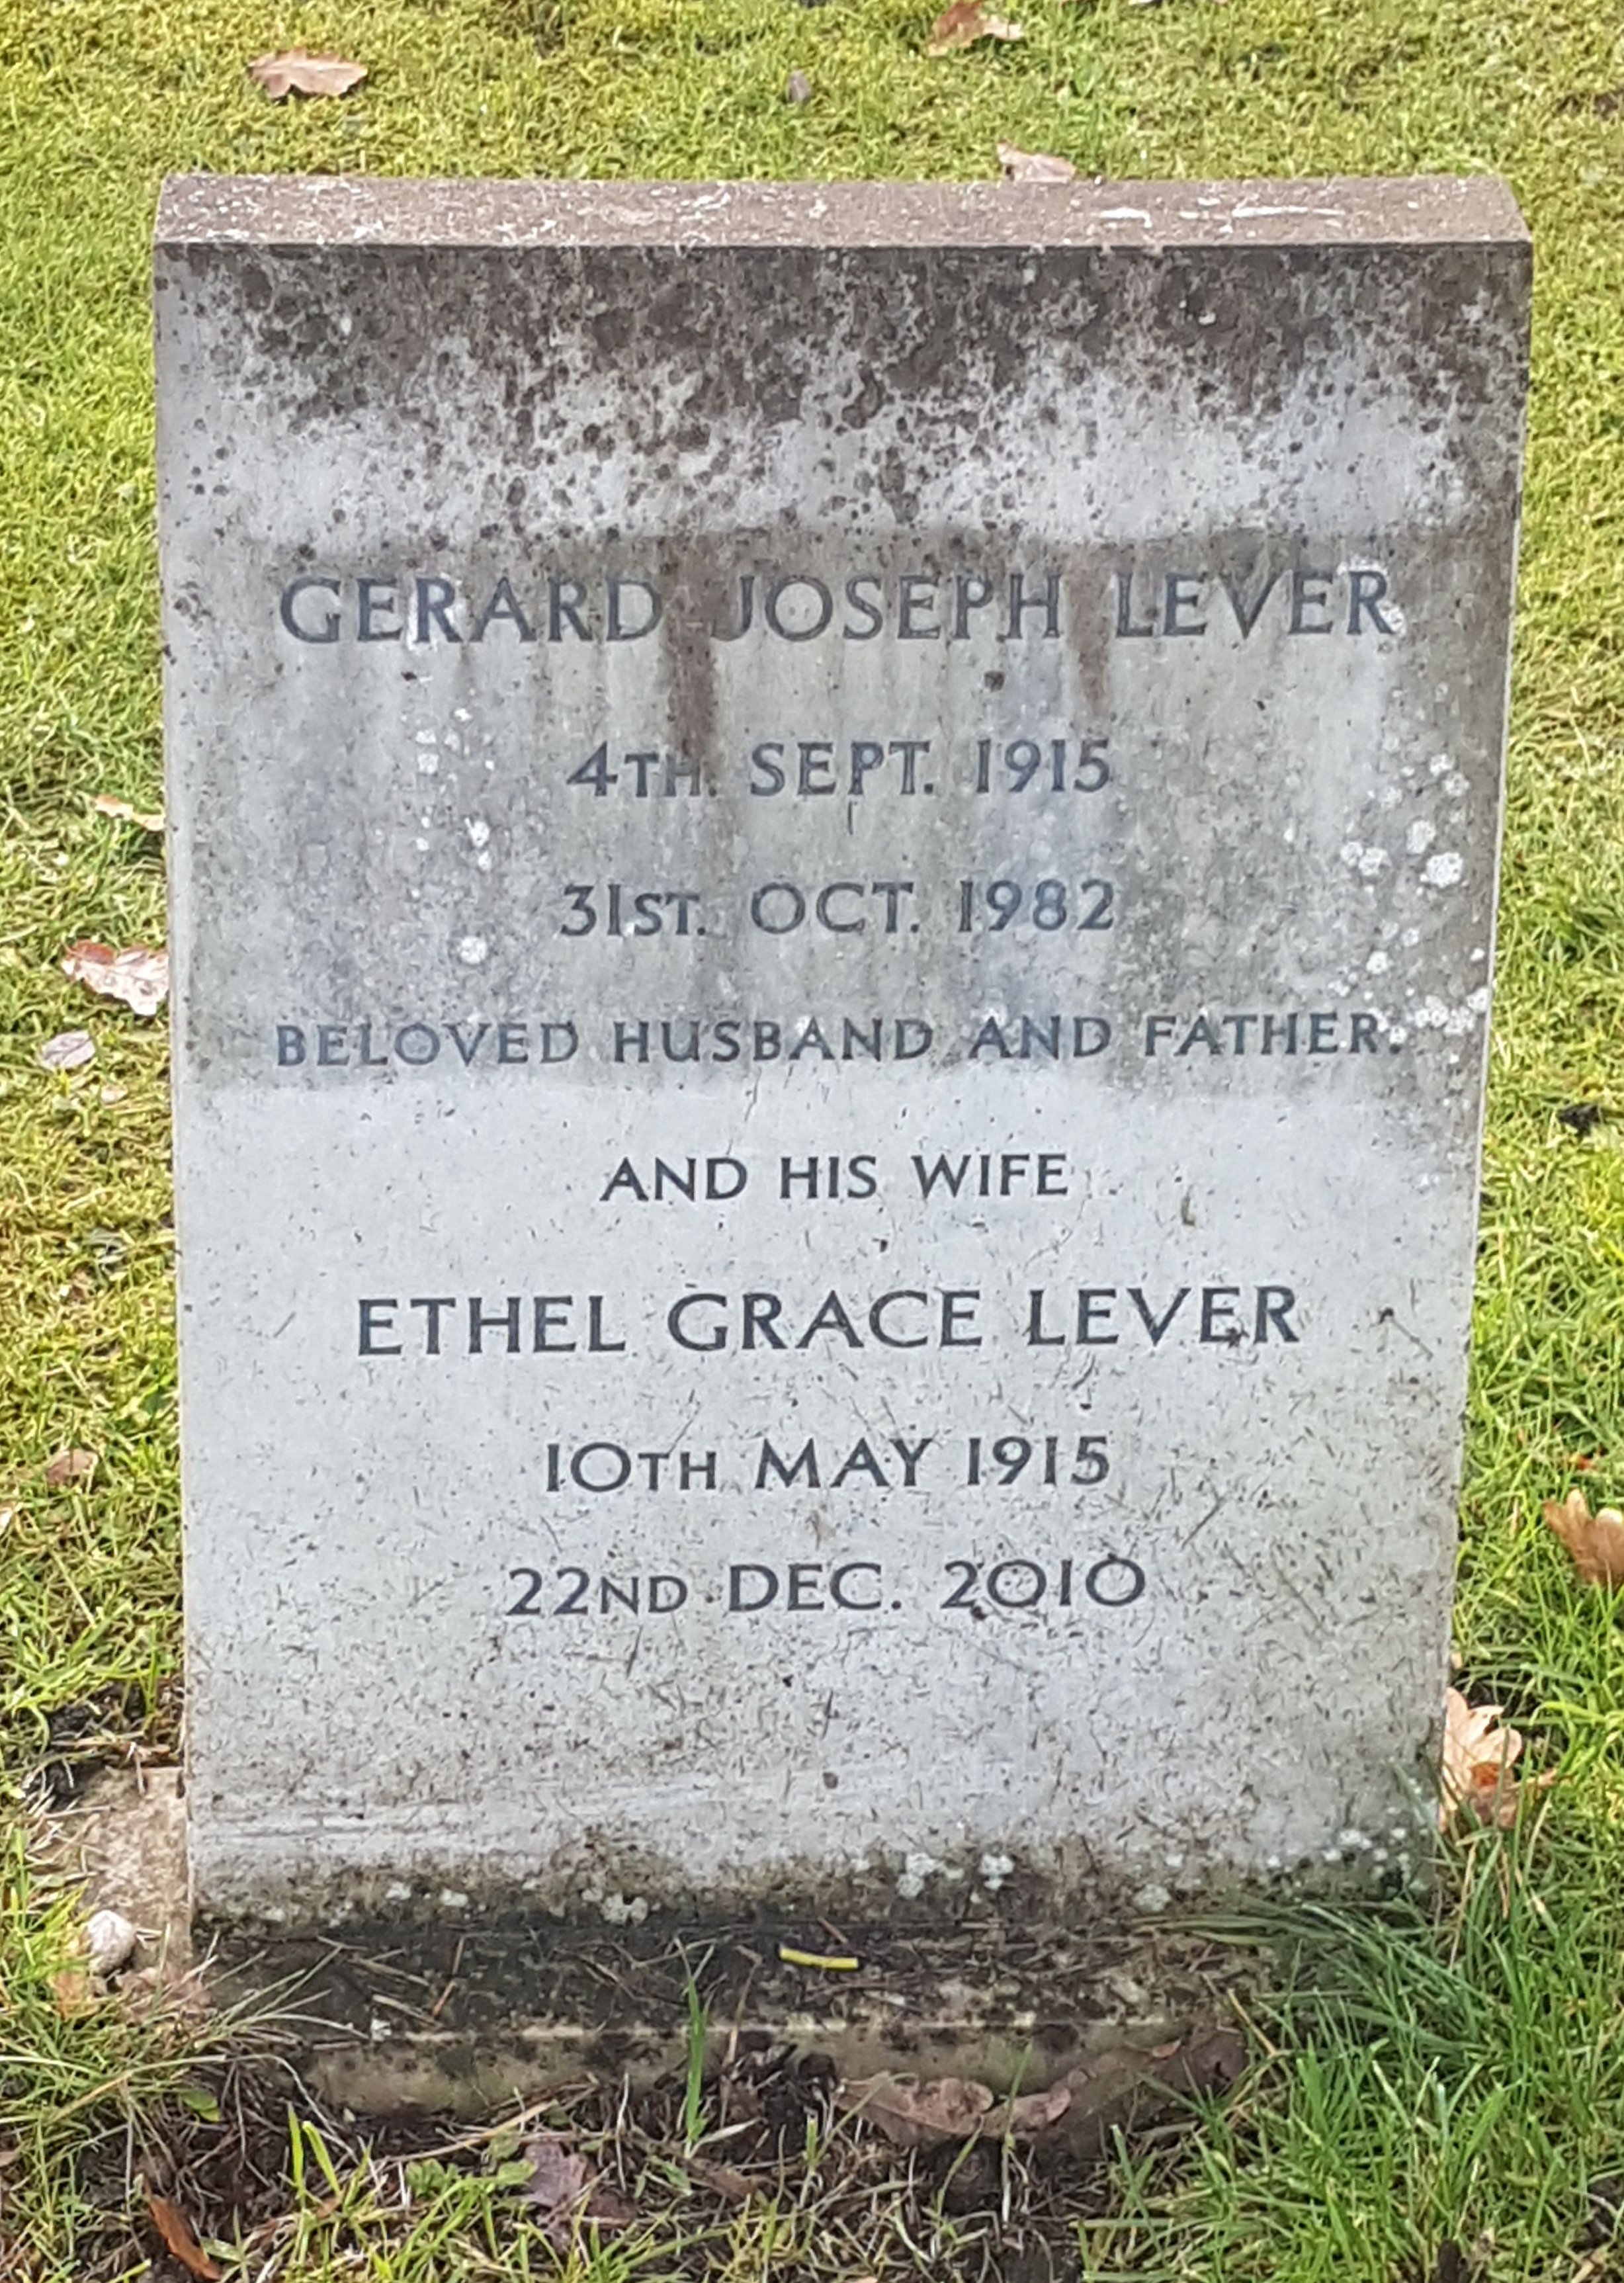 GERARD JOSEPH LEVER
4TH. SEPT. 1915
31ST. OCT. 1982
BELOVED HUSBAND AND FATHER.
AND HIS WIFE
ETHEL GRACE LEVER
10TH MAY 1915
22ND DEC. 2010